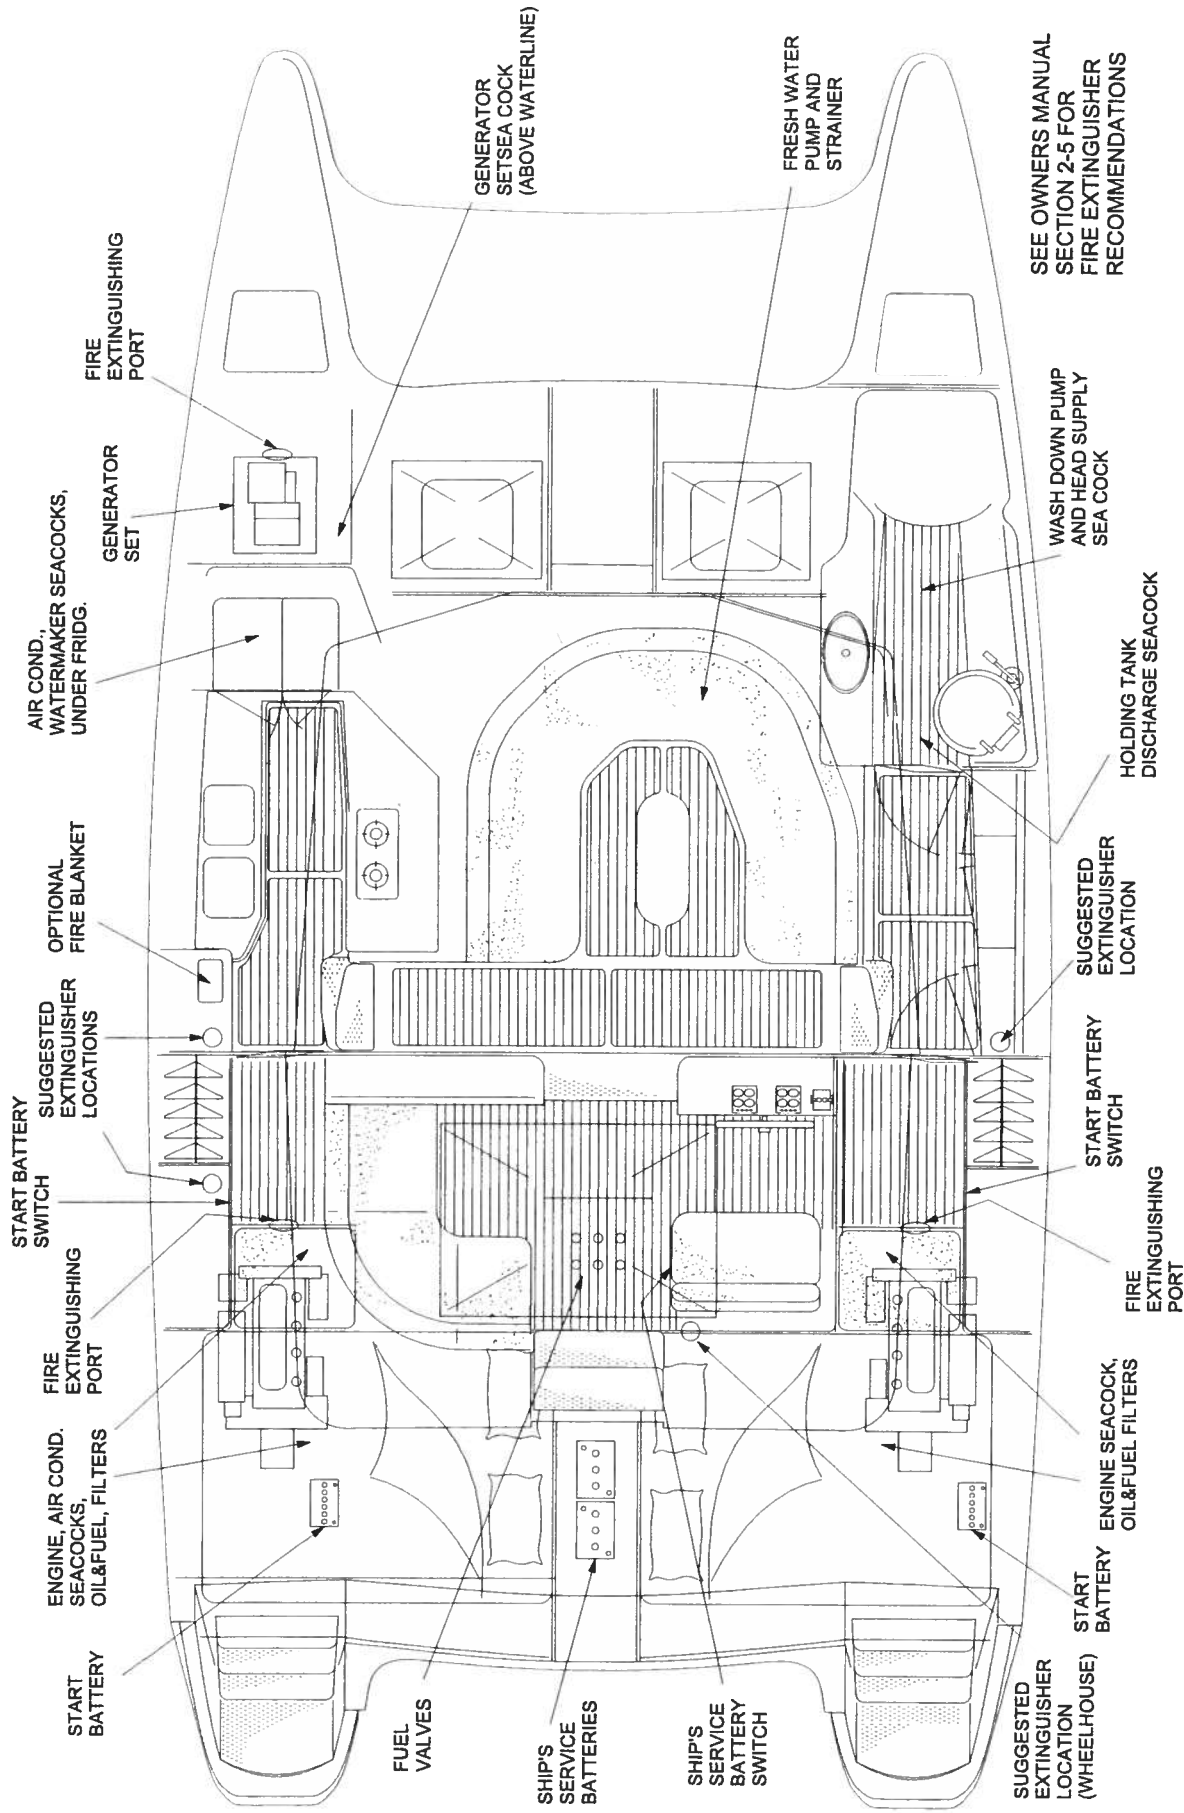 START
BATTERY
ENGINE, AIR COND.
SEACOCKS,
OIL&FUEL, FILTERS
FIRE
EXTINGUISHING
PORT
START BATTERY
SWITCH
SUGGESTED
EXTINGUISHER
LOCATIONS
OPTIONAL
FIRE BLANKET
AIR COND.,
WATERMAKER SEACOCKS,
UNDER FRIDG.
GENERATOR
SET
FIRE
EXTINGUISHING
PORT
GENERATOR
SETSEA COCK
(ABOVE WATERLINE)
FRESH WATER
PUMP AND
STRAINER
FUEL
VALVES
SHIP'S
SERVICE
BATTERIES
SHIP'S
SERVICE
BATTERY
SWITCH
SUGGESTED
EXTINGUISHER
LOCATION
(WHEELHOUSE)
START
BATTERY
ENGINE SEACOCK,
OIL&FUEL FILTERS
FIRE
EXTINGUISHING
PORT
START BATTERY
SWITCH
SUGGESTED
EXTINGUISHER
LOCATION
HOLDING TANK
DISCHARGE SEACOCK
WASH DOWN PUMP
AND HEAD SUPPLY
SEA COCK
SEE OWNERS MANUAL
SECTION 2-5 FOR
FIRE EXTINGUISHER
RECOMMENDATIONS